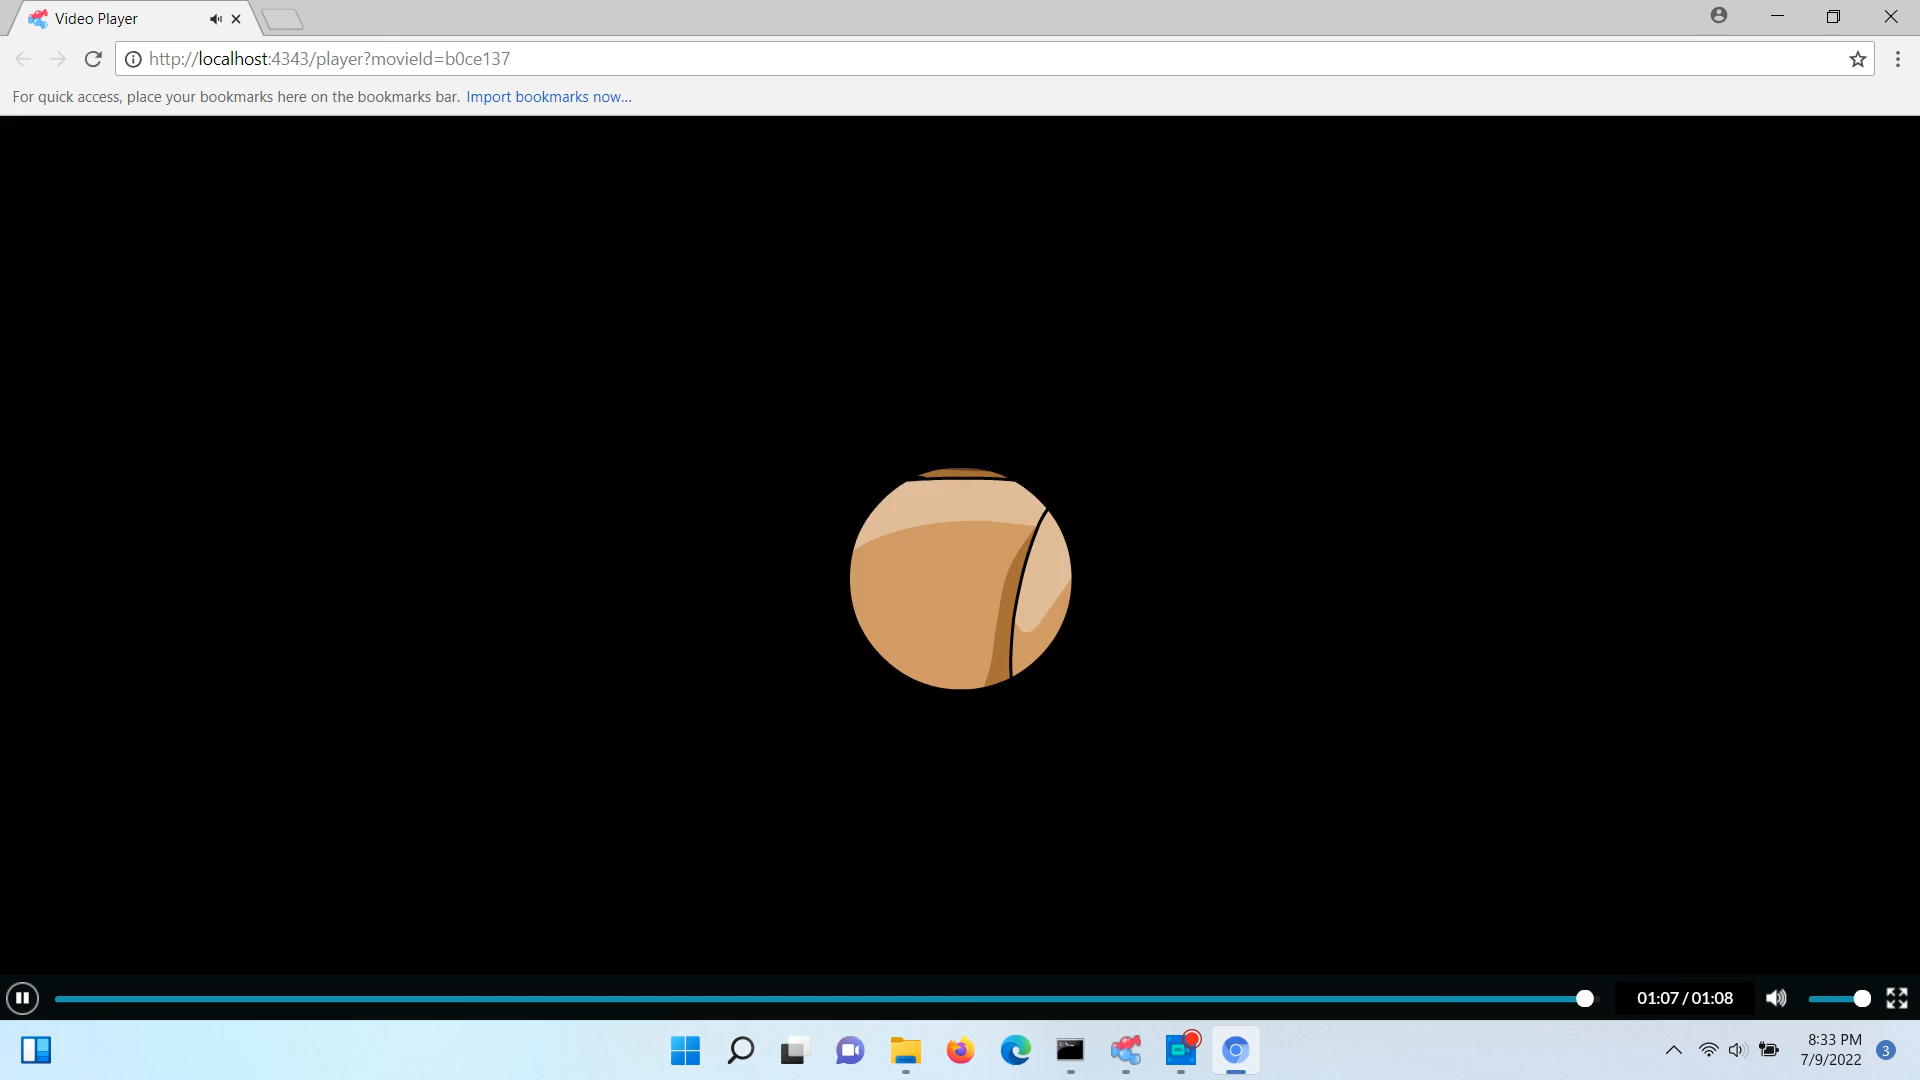 Video Player
http://localhost:4343/player?movieId=b0ce137
For quick access, place your bookmarks here on the bookmarks bar. Import bookmarks now...
01:07 / 01:08
8:33 PM
7/9/2022
3